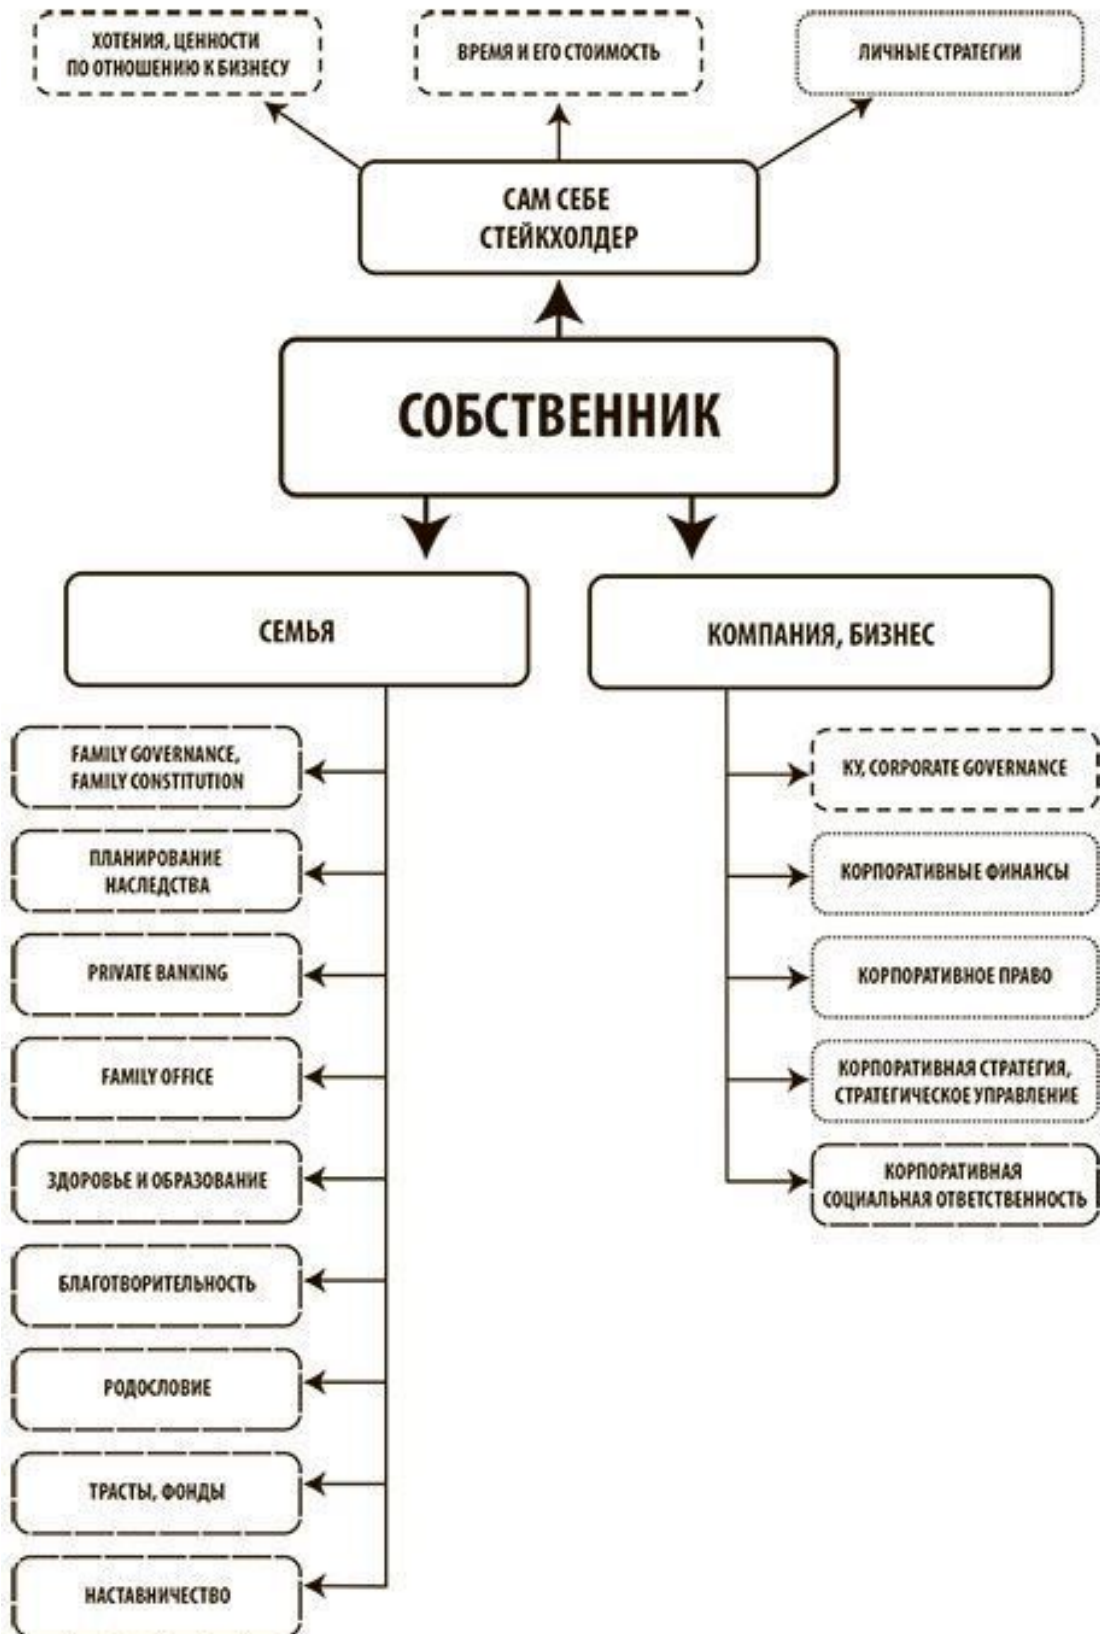 ХОТЕНИЯ, ЦЕННОСТИ
ПО ОТНОШЕНИЮ К БИЗНЕСУ
ВРЕМЯ И ЕГО СТОИМОСТЬ
ЛИЧНЫЕ СТРАТЕГИИ
САМ СЕБЕ
СТЕЙКХОЛДЕР
СОБСТВЕННИК
СЕМЬЯ
FAMILY GOVERNANCE,
FAMILY CONSTITUTION
ПЛАНИРОВАНИЕ
НАСЛЕДСТВА
PRIVATE BANKING
FAMILY OFFICE
ЗДОРОВЬЕ И ОБРАЗОВАНИЕ
БЛАГОТВОРИТЕЛЬНОСТЬ
РОДОСЛОВИЕ
ТРАСТЫ, ФОНДЫ
НАСТАВНИЧЕСТВО
КОМПАНИЯ, БИЗНЕС
КУ, CORPORATE GOVERNANCE
КОРПОРАТИВНЫЕ ФИНАНСЫ
КОРПОРАТИВНОЕ ПРАВО
КОРПОРАТИВНАЯ СТРАТЕГИЯ,
СТРАТЕГИЧЕСКОЕ УПРАВЛЕНИЕ
КОРПОРАТИВНАЯ
СОЦИАЛЬНАЯ ОТВЕТСТВЕННОСТЬ